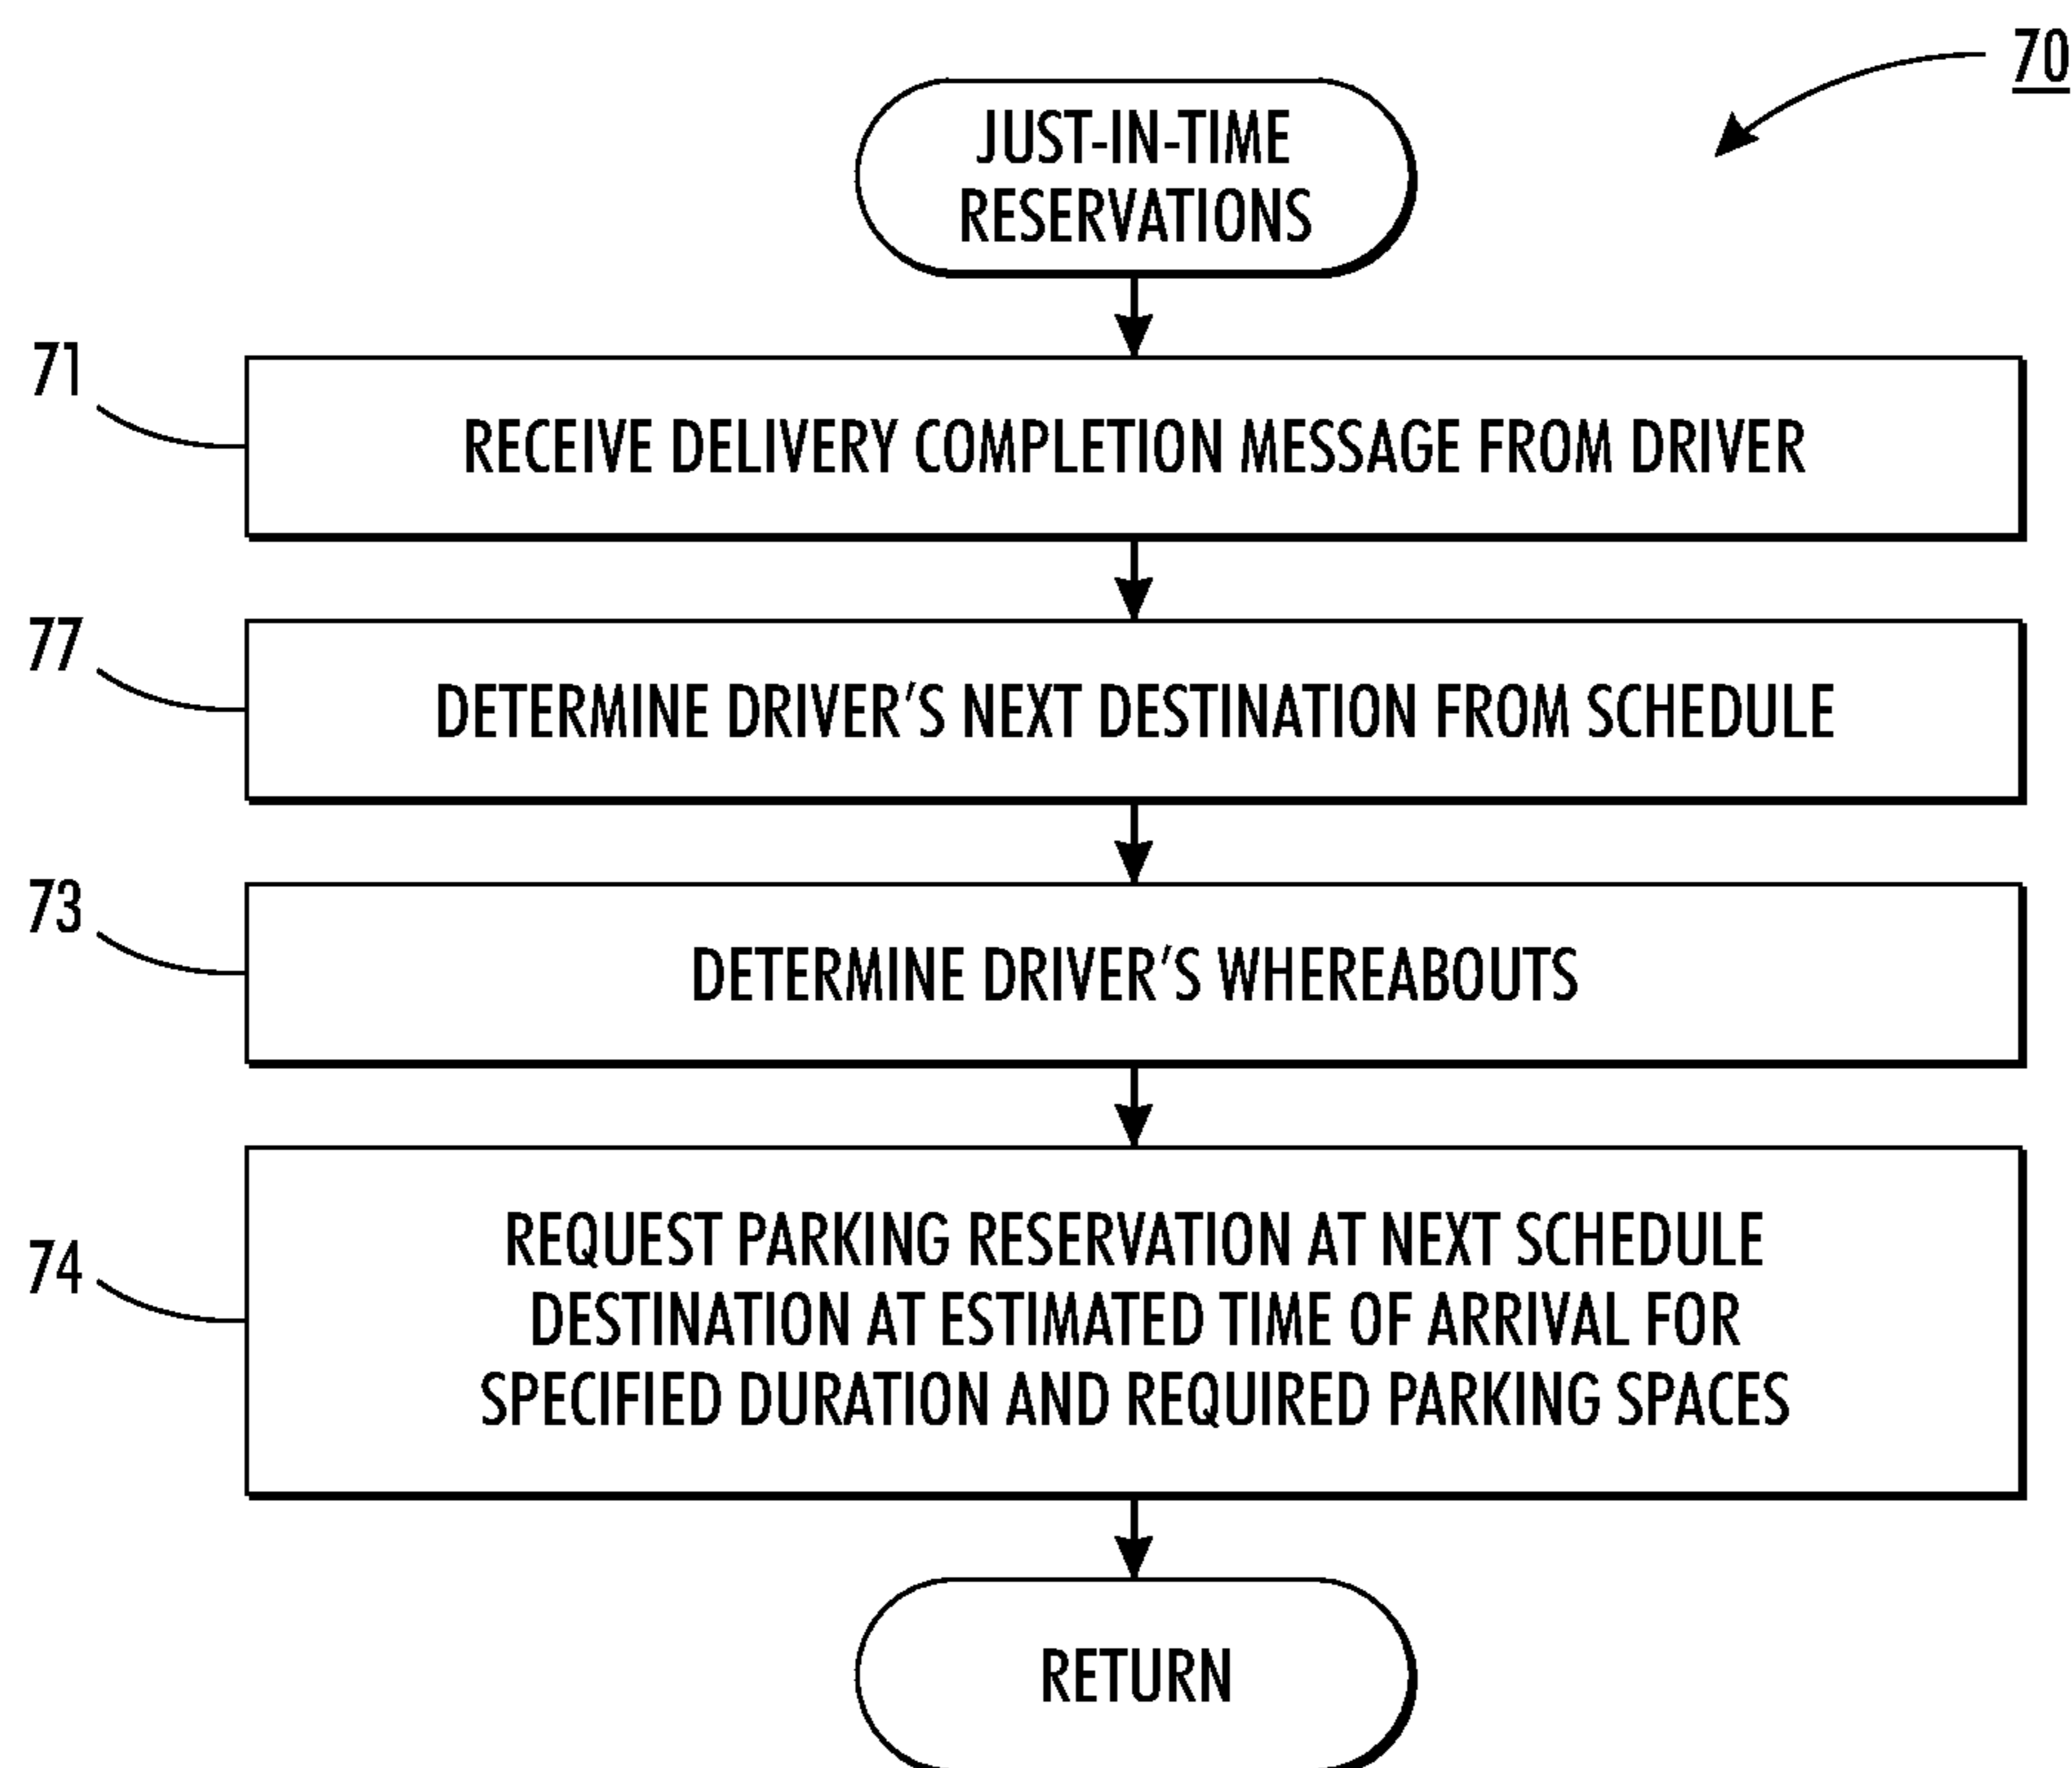 70
JUST-IN-TIME
RESERVATIONS
71
RECEIVE DELIVERY COMPLETION MESSAGE FROM DRIVER
77
DETERMINE DRIVER'S NEXT DESTINATION FROM SCHEDULE
73
DETERMINE DRIVER'S WHEREABOUTS
74
REQUEST PARKING RESERVATION AT NEXT SCHEDULE
DESTINATION AT ESTIMATED TIME OF ARRIVAL FOR
SPECIFIED DURATION AND REQUIRED PARKING SPACES
RETURN